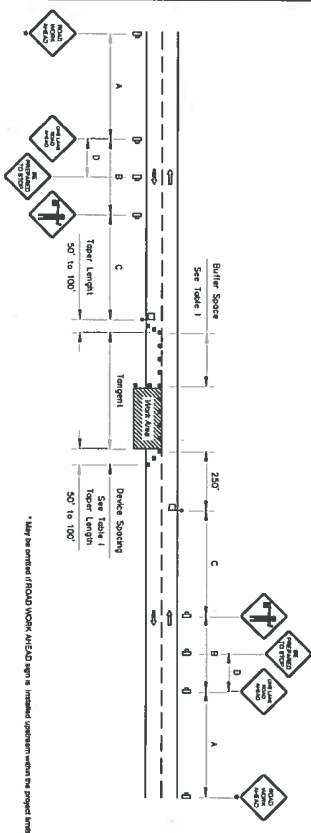 ROAD
WORK
AHEAD
*
A
ONE LANE
ROAD
AHEAD
D
B
BE
PREPARED
TO STOP
C
Taper Lenght
50' to 100'
Buffer Space
See Table I
Tangent
Work Area
250'
Device Spacing
See Table I
Taper Length
50' to 100'
C
B
D
BE
PREPARED
TO STOP
ONE LANE
ROAD
AHEAD
A
ROAD
WORK
AHEAD
*
* May be omitted if ROAD WORK AHEAD sign is installed upstream within the project limits